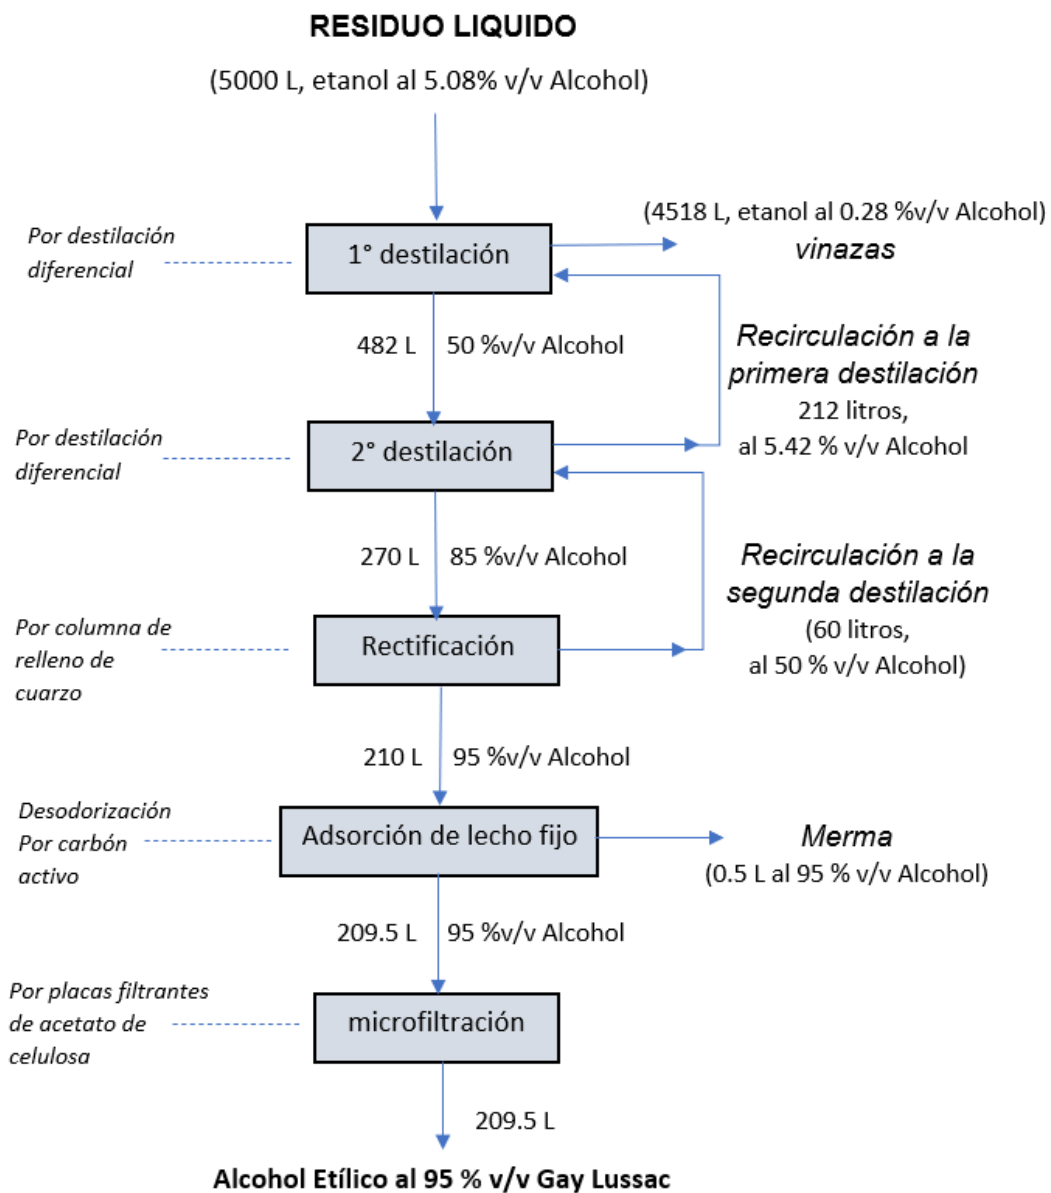 RESIDUO LIQUIDO
(5000 L, etanol al 5.08% v/v Alcohol)
Por destilación
diferencial
1° destilación
(4518 L, etanol al 0.28 %v/v Alcohol)
vinazas
482 L
50 %v/v Alcohol
Recirculación a la
primera destilación
212 litros,
al 5.42 % v/v Alcohol
Por destilación
diferencial
2° destilación
270 L
85 %v/v Alcohol
Recirculación a la
segunda destilación
(60 litros,
al 50 % v/v Alcohol)
Por columna de
relleno de
cuarzo
Rectificación
210 L
95 %v/v Alcohol
Desodorización
Por carbón
activo
Adsorción de lecho fijo
Merma
(0.5 L al 95 % v/v Alcohol)
209.5 L
95 %v/v Alcohol
Por placas filtrantes
de acetato de
celulosa
microfiltración
209.5 L
Alcohol Etílico al 95 % v/v Gay Lussac